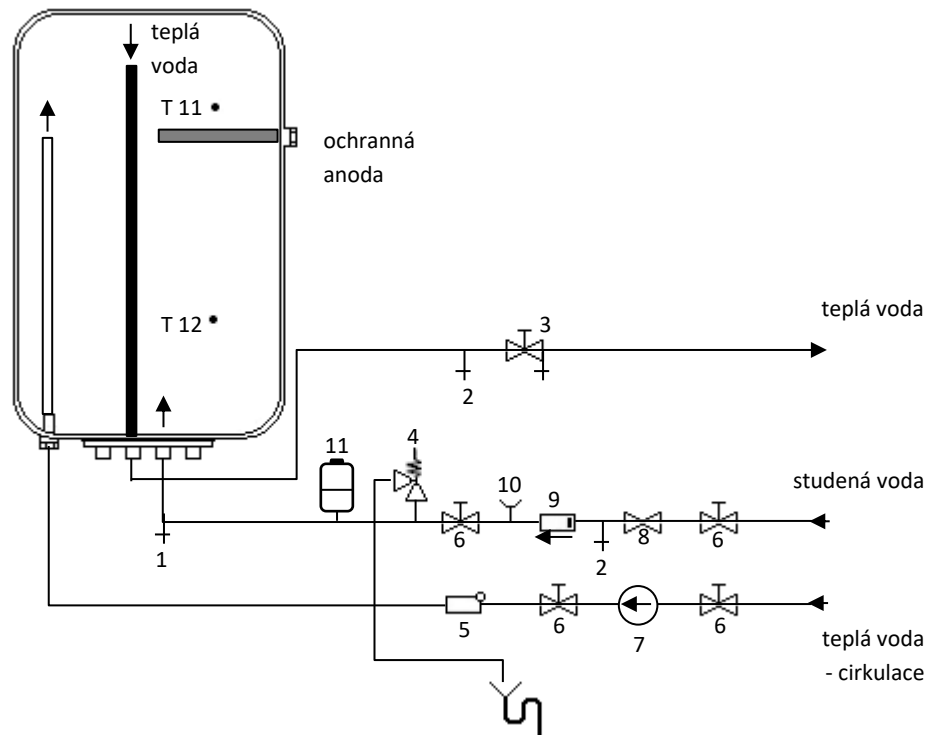 teplá
voda
T 11
ochranná
anoda
T 12
teplá voda
3
2
4
11
studená voda
10
9
6
8
6
1
2
5
6
7
6
teplá voda
- cirkulace